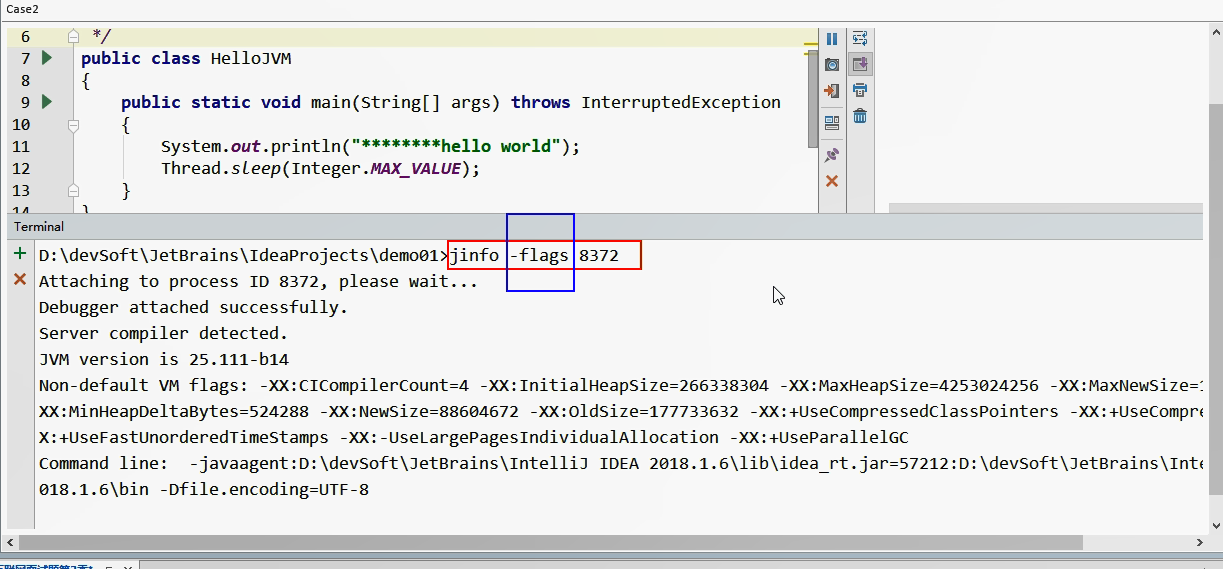 Case2
6 */
7 public class HelloJVM
8 {
9 public static void main(String[] args) throws InterruptedException
10 {
11 System.out.println("********hello world");
12 Thread.sleep(Integer.MAX_VALUE);
13 }
14 }
Terminal
D:\devSoft\JetBrains\IdeaProjects\demo01>jinfo -flags 8372
Attaching to process ID 8372, please wait...
Debugger attached successfully.
Server compiler detected.
JVM version is 25.111-b14
Non-default VM flags: -XX:CICompilerCount=4 -XX:InitialHeapSize=266338304 -XX:MaxHeapSize=4253024256 -XX:MaxNewSize=1
XX:MinHeapDeltaBytes=524288 -XX:NewSize=88604672 -XX:OldSize=177733632 -XX:+UseCompressedClassPointers -XX:+UseCompre
X:+UseFastUnorderedTimeStamps -XX:-UseLargePagesIndividualAllocation -XX:+UseParallelGC
Command line: -javaagent:D:\devSoft\JetBrains\IntelliJ IDEA 2018.1.6\lib\idea_rt.jar=57212:D:\devSoft\JetBrains\Inte
018.1.6\bin -Dfile.encoding=UTF-8